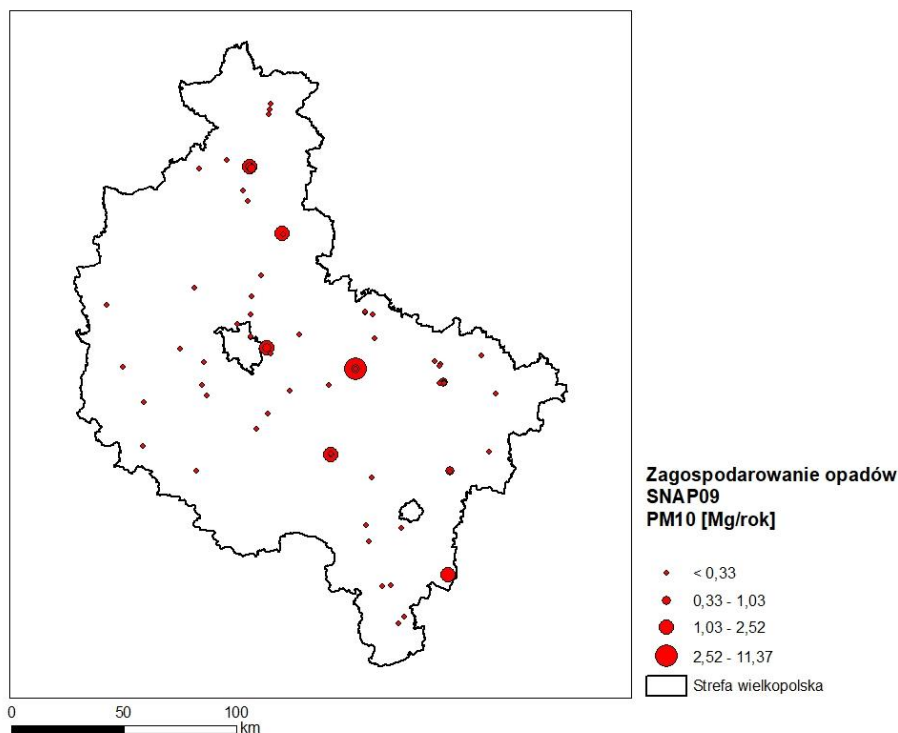 Zagospodarowanie opadów
SNAP09
PM10 [Mg/rok]
< 0,33
0,33 - 1,03
1,03 - 2,52
2,52 - 11,37
Strefa wielkopolska
0 50 100
km